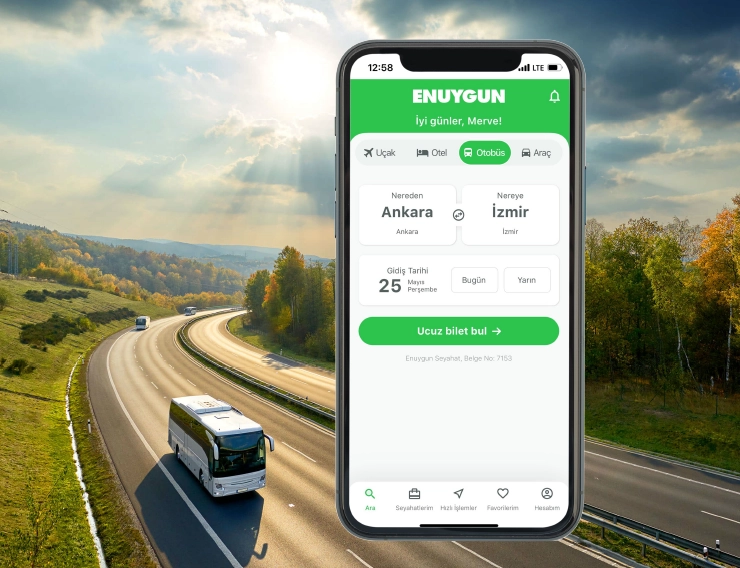 12:58
LTE
ENUYGUN
İyi günler, Merve!
Uçak
Otel
Otobüs
Araç
Nereden
Ankara
Ankara
Nereye
İzmir
İzmir
Gidiş Tarihi
25
Mayıs
Perşembe
Bugün
Yarın
Ucuz bilet bul →
Enuygun Seyahat, Belge No: 7153
Ara
Seyahatlerim
Hızlı İşlemler
Favorilerim
Hesabım